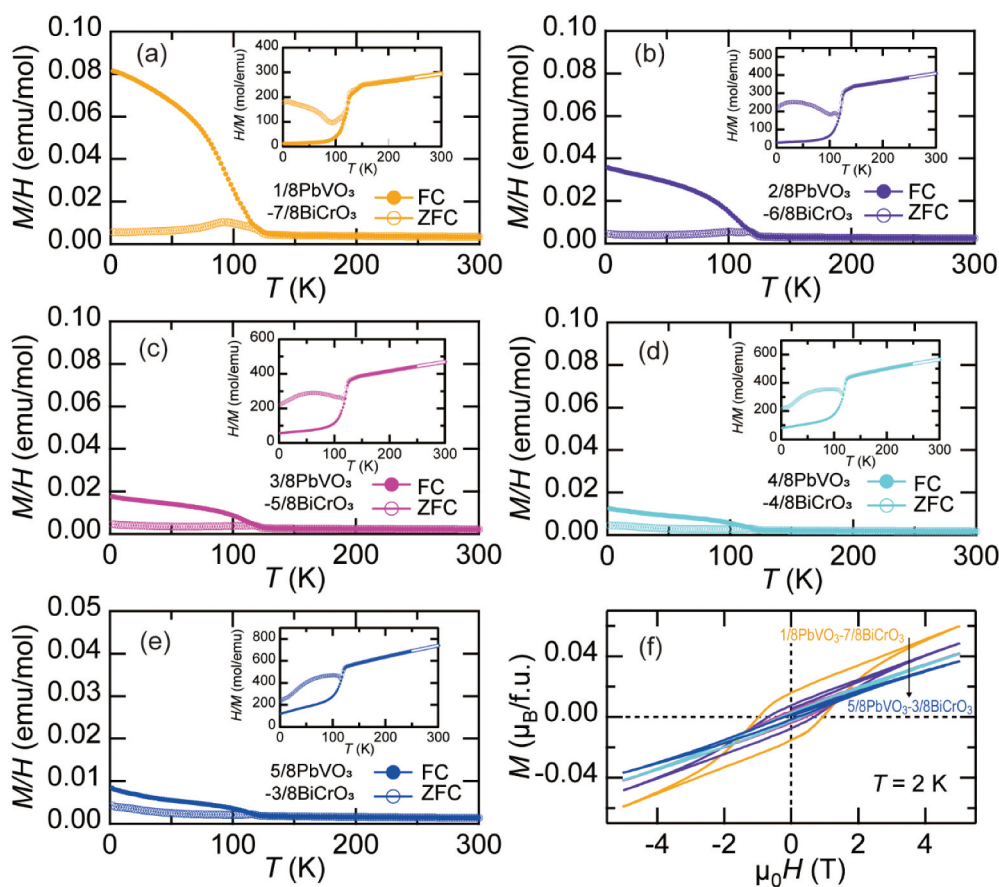 (a)
M/H (emu/mol)
0.10
0.08
0.06
0.04
0.02
0.00
0
100
200
300
T (K)
H/M (mol/emu)
400
300
200
100
0
0
100
200
300
T (K)
1/8PbVO₃
-7/8BiCrO₃
FC
ZFC
(b)
M/H (emu/mol)
0.10
0.08
0.06
0.04
0.02
0.00
0
100
200
300
T (K)
H/M (mol/emu)
500
400
300
200
100
0
0
100
200
300
T (K)
2/8PbVO₃
-6/8BiCrO₃
FC
ZFC
(c)
M/H (emu/mol)
0.10
0.08
0.06
0.04
0.02
0.00
0
100
200
300
T (K)
H/M (mol/emu)
600
400
200
0
0
100
200
300
T (K)
3/8PbVO₃
-5/8BiCrO₃
FC
ZFC
(d)
M/H (emu/mol)
0.10
0.08
0.06
0.04
0.02
0.00
0
100
200
300
T (K)
H/M (mol/emu)
600
400
200
0
0
100
200
300
T (K)
4/8PbVO₃
-4/8BiCrO₃
FC
ZFC
(e)
M/H (emu/mol)
0.05
0.04
0.03
0.02
0.01
0.00
0
100
200
300
T (K)
H/M (mol/emu)
800
600
400
200
0
0
100
200
300
T (K)
5/8PbVO₃
-3/8BiCrO₃
FC
ZFC
(f)
M (μ_B/f.u.)
0.04
0.00
-0.04
-4
-2
0
2
4
μ₀H (T)
1/8PbVO₃-7/8BiCrO₃
5/8PbVO₃-3/8BiCrO₃
T = 2 K